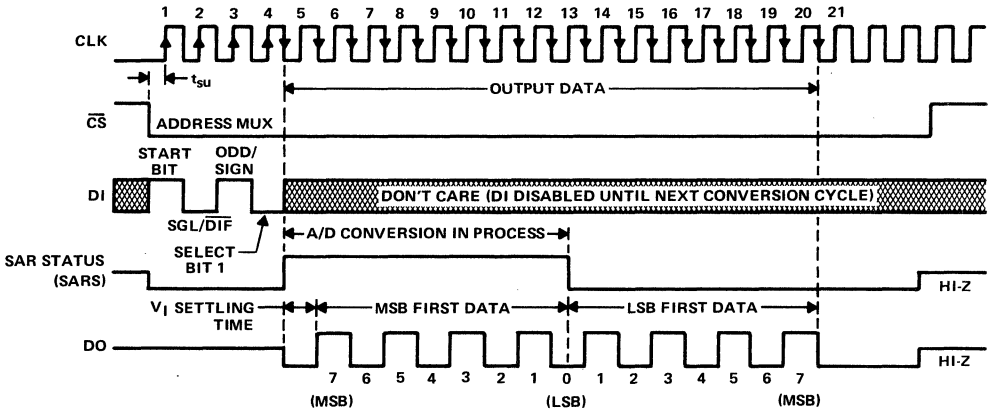 1 2 3 4 5 6 7 8 9 10 11 12 13 14 15 16 17 18 19 20 21
CLK
tsu
OUTPUT DATA
CS
ADDRESS MUX
START BIT
ODD/SIGN
DI
DON'T CARE (DI DISABLED UNTIL NEXT CONVERSION CYCLE)
SGL/DIF
A/D CONVERSION IN PROCESS
SELECT BIT 1
SAR STATUS
(SARS)
HI-Z
VI SETTLING TIME
MSB FIRST DATA
LSB FIRST DATA
DO
HI-Z
7 6 5 4 3 2 1 0 1 2 3 4 5 6 7
(MSB) (LSB) (MSB)